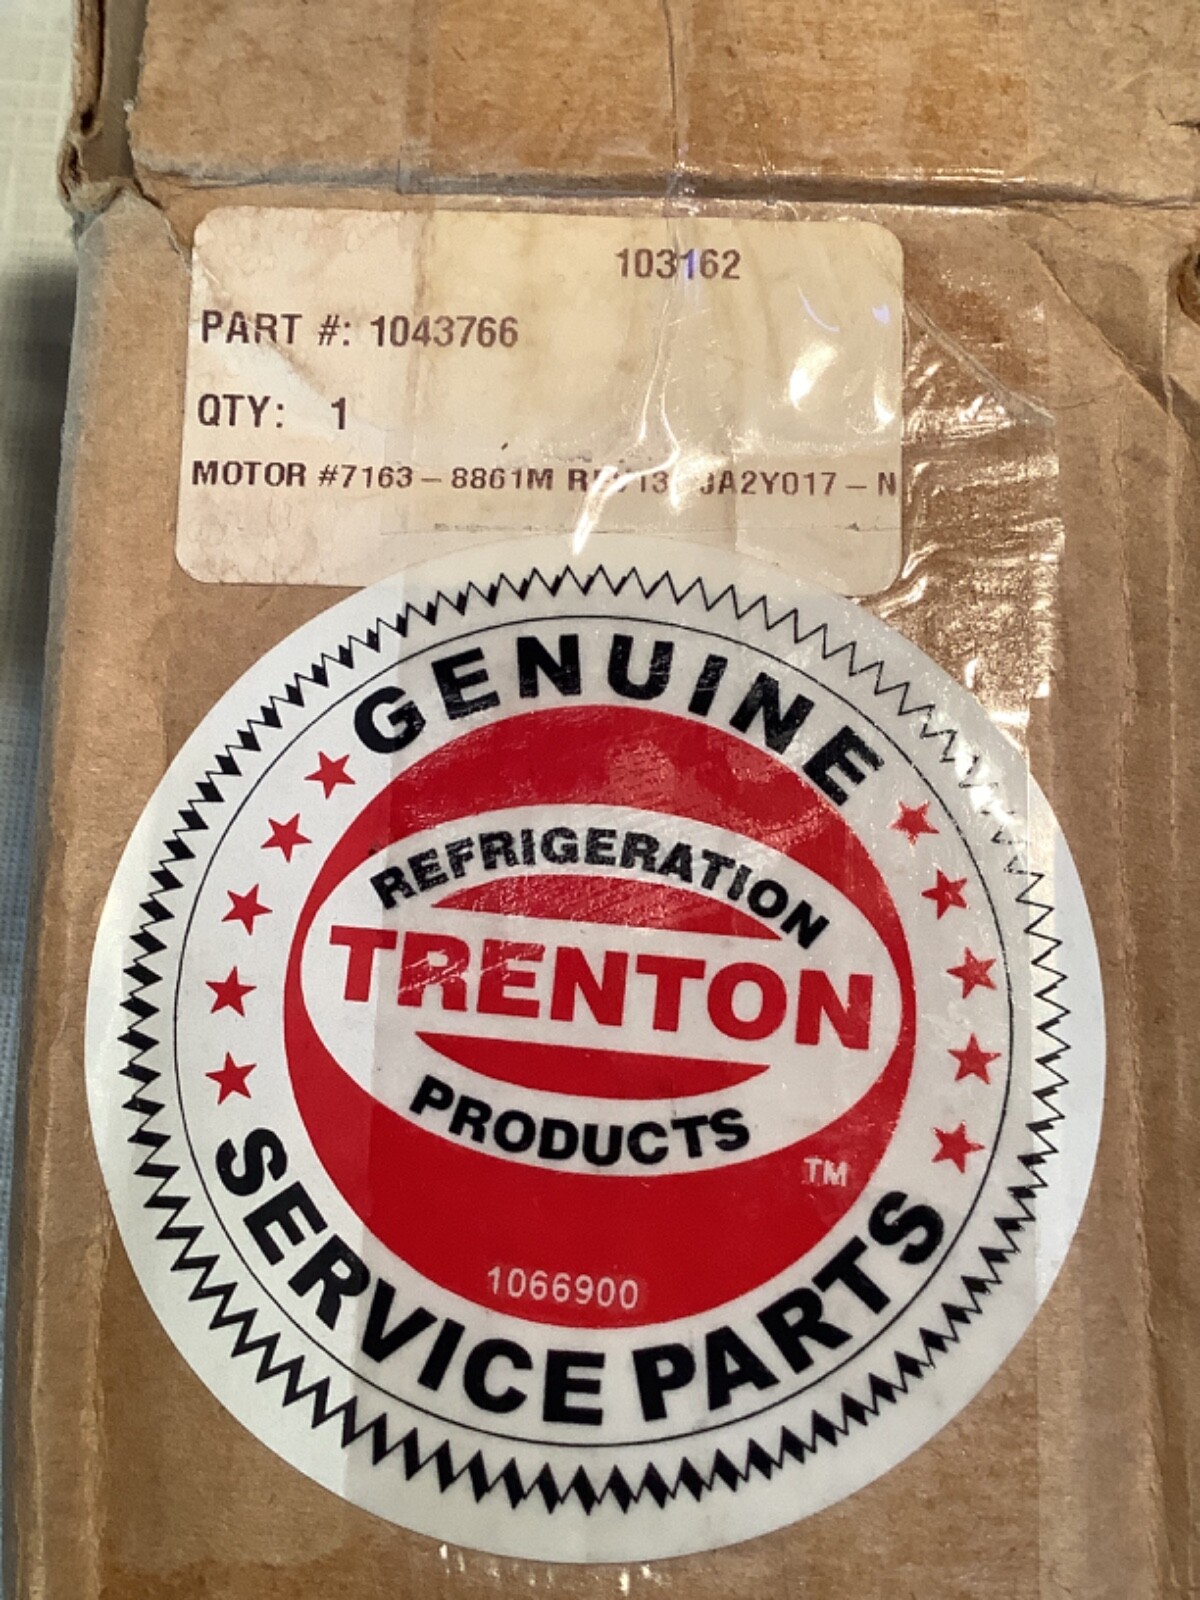 103162
PART #: 1043766
QTY: 1
MOTOR #7163-8861M JA2Y017-N
GENUINE
REFRIGERATION
TRENTON
PRODUCTS
TM
1066900
SERVICE PARTS